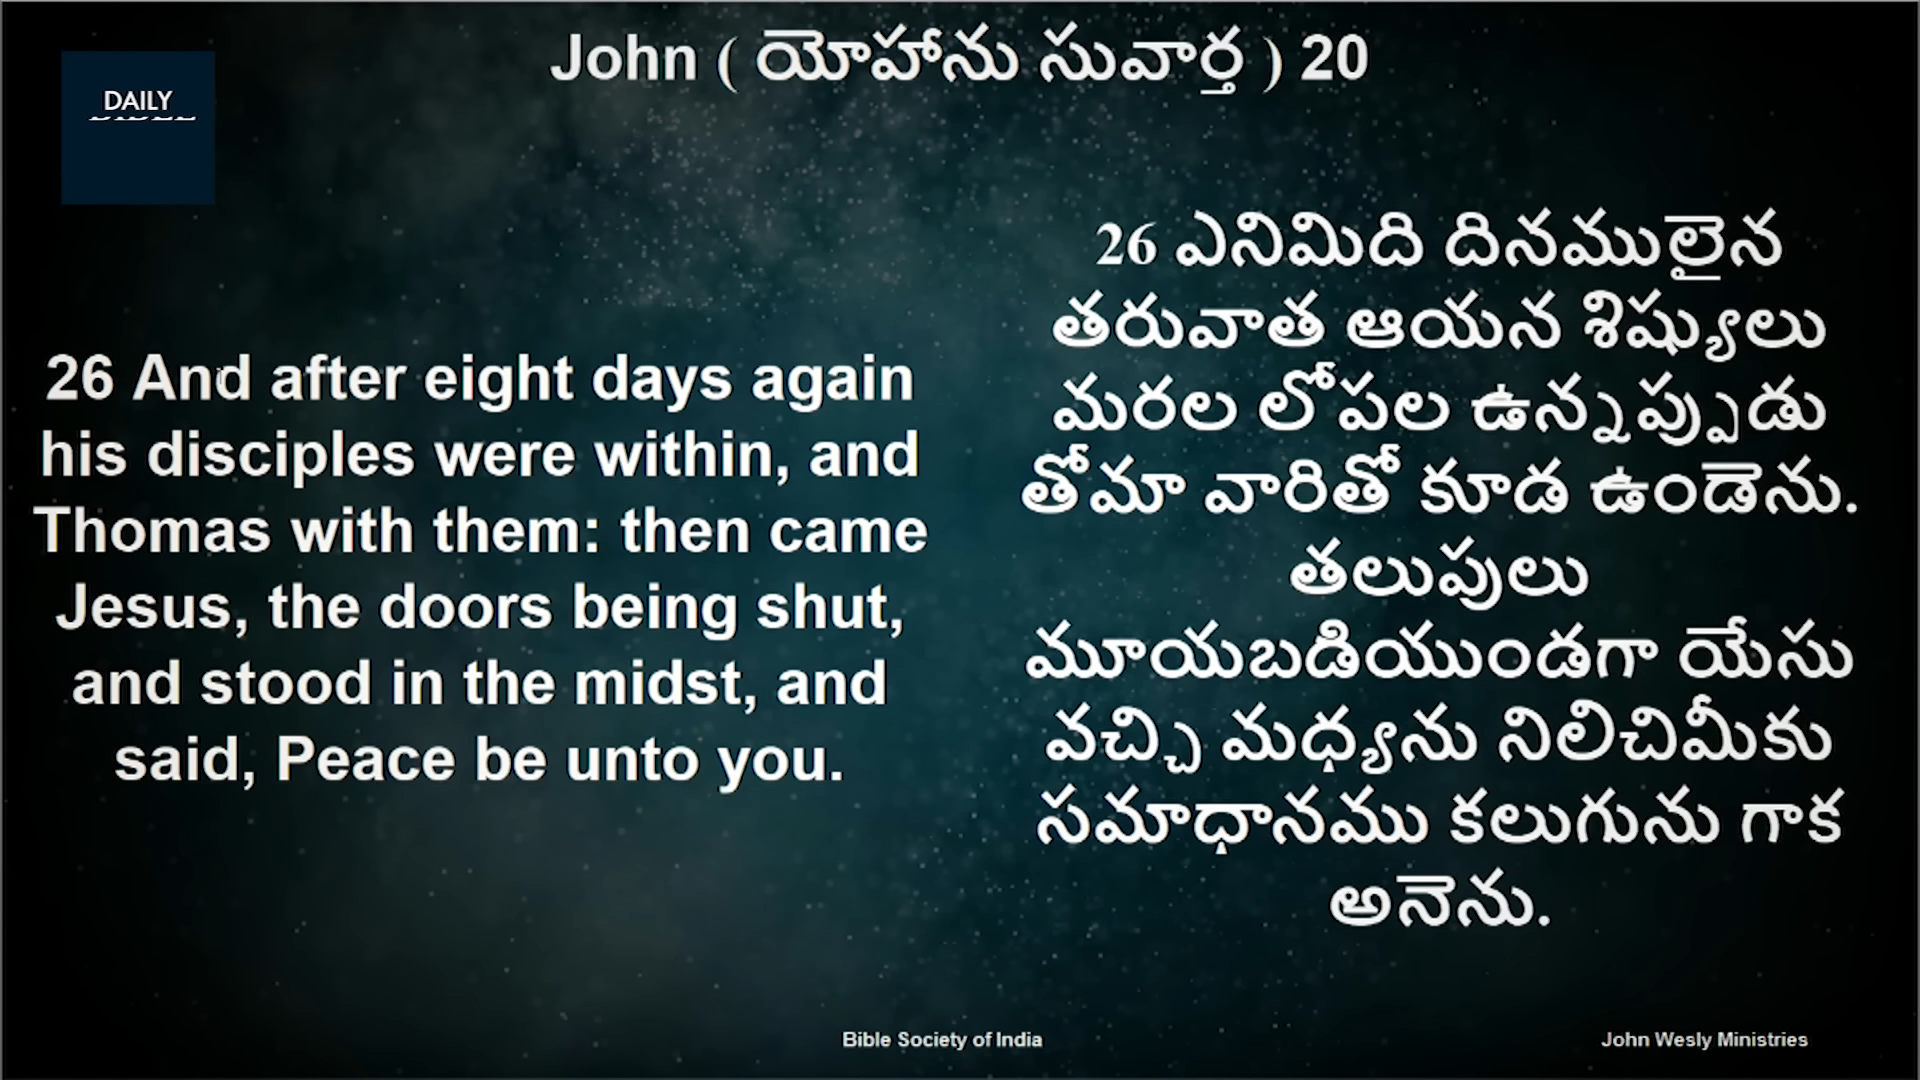 John ( యోహాను సువార్త ) 20
DAILY
26 And after eight days again
his disciples were within, and
Thomas with them: then came
Jesus, the doors being shut,
and stood in the midst, and
said, Peace be unto you.
26 ఎనిమిది దినములైన
తరువాత ఆయన శిష్యులు
మరల లోపల ఉన్నప్పుడు
తోమా వారితో కూడ ఉండెను.
తలుపులు
మూయబడియుండగా యేసు
వచ్చి మధ్యను నిలిచిమీకు
సమాధానము కలుగును గాక
అనెను.
Bible Society of India
John Wesly Ministries